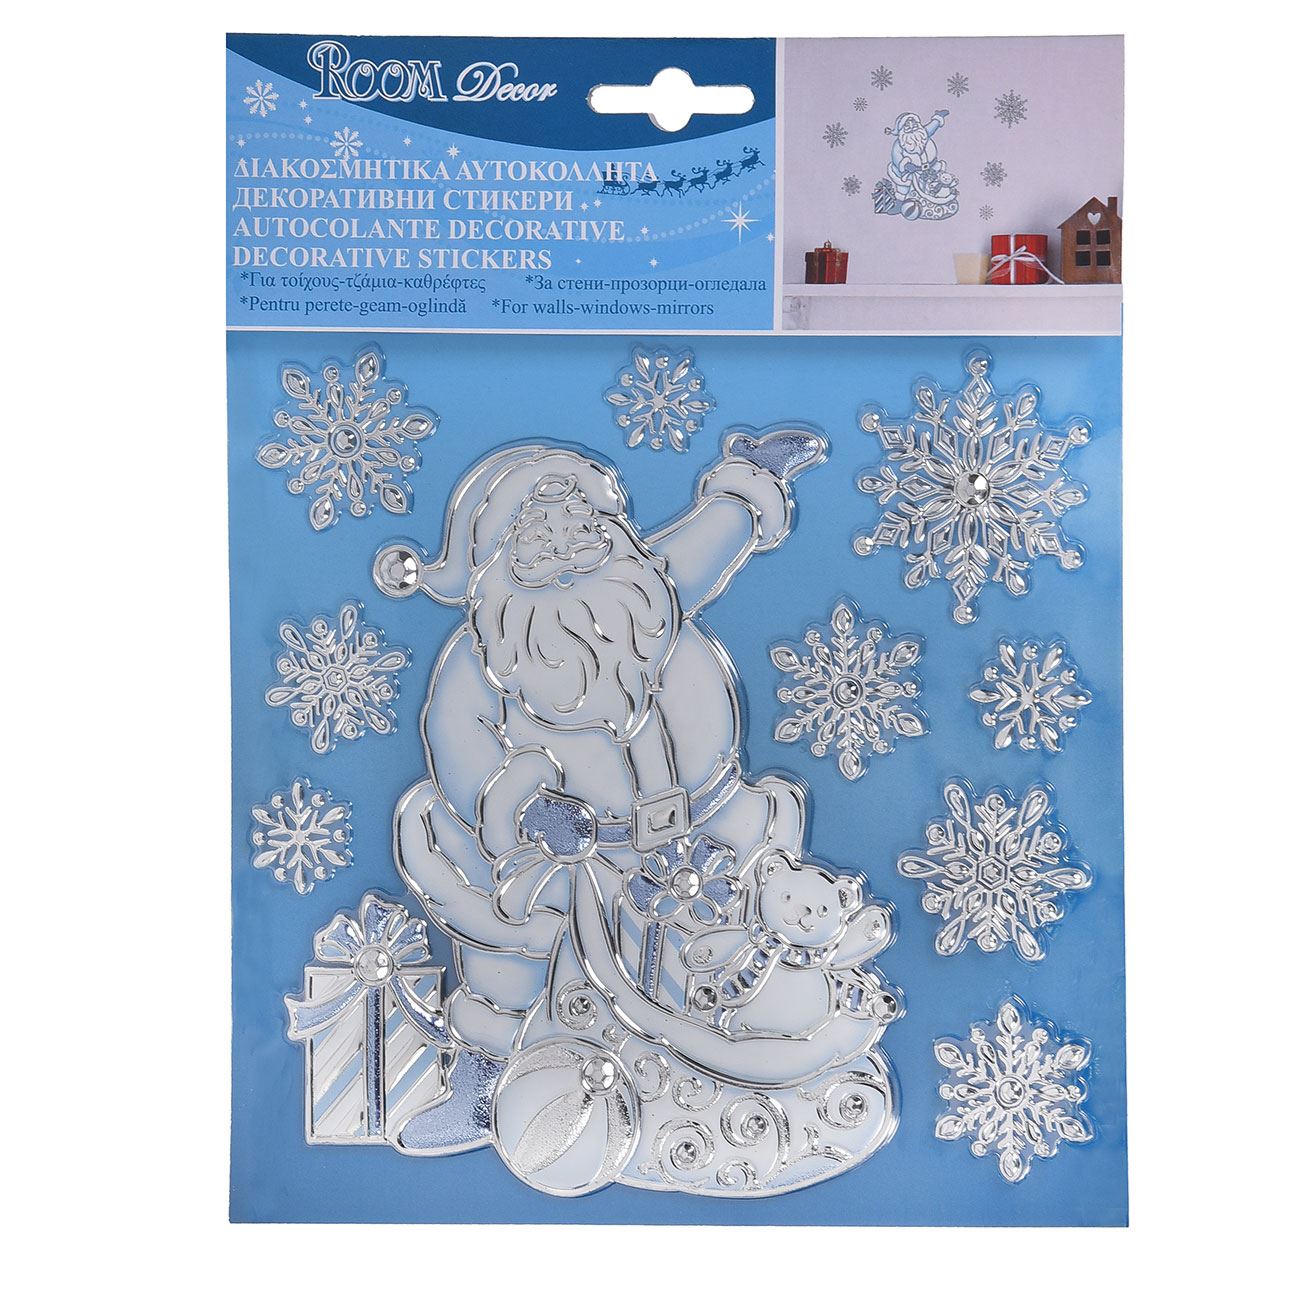 ROOM Decor
ΔΙΑΚΟΣΜΗΤΙΚΑ ΑΥΤΟΚΟΛΛΗΤΑ
ДЕКОРАТИВНИ СТИКЕРИ
AUTOCOLANTE DECORATIVE
DECORATIVE STICKERS
*Για τοίχους-τζάμια-καθρέφτες *За стени-прозорци-огледала
*Pentru perete-geam-oglindă *For walls-windows-mirrors